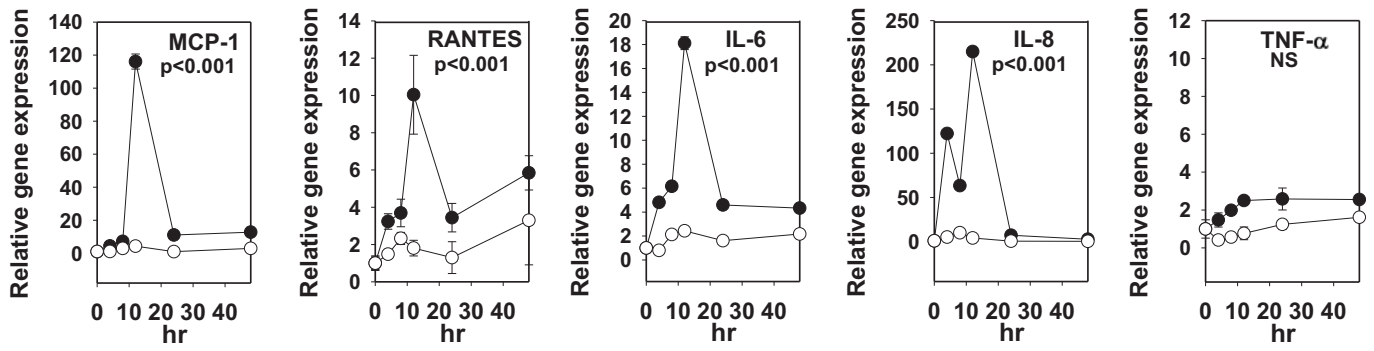 Relative gene expression
140
120
100
80
60
40
20
0
MCP-1
p<0.001
0 10 20 30 40
hr
Relative gene expression
14
12
10
8
6
4
2
0
RANTES
p<0.001
0 10 20 30 40
hr
Relative gene expression
20
18
16
14
12
10
8
6
4
2
0
IL-6
p<0.001
0 10 20 30 40
hr
Relative gene expression
250
200
150
100
50
0
IL-8
p<0.001
0 10 20 30 40
hr
Relative gene expression
12
10
8
6
4
2
0
TNF-α
NS
0 10 20 30 40
hr